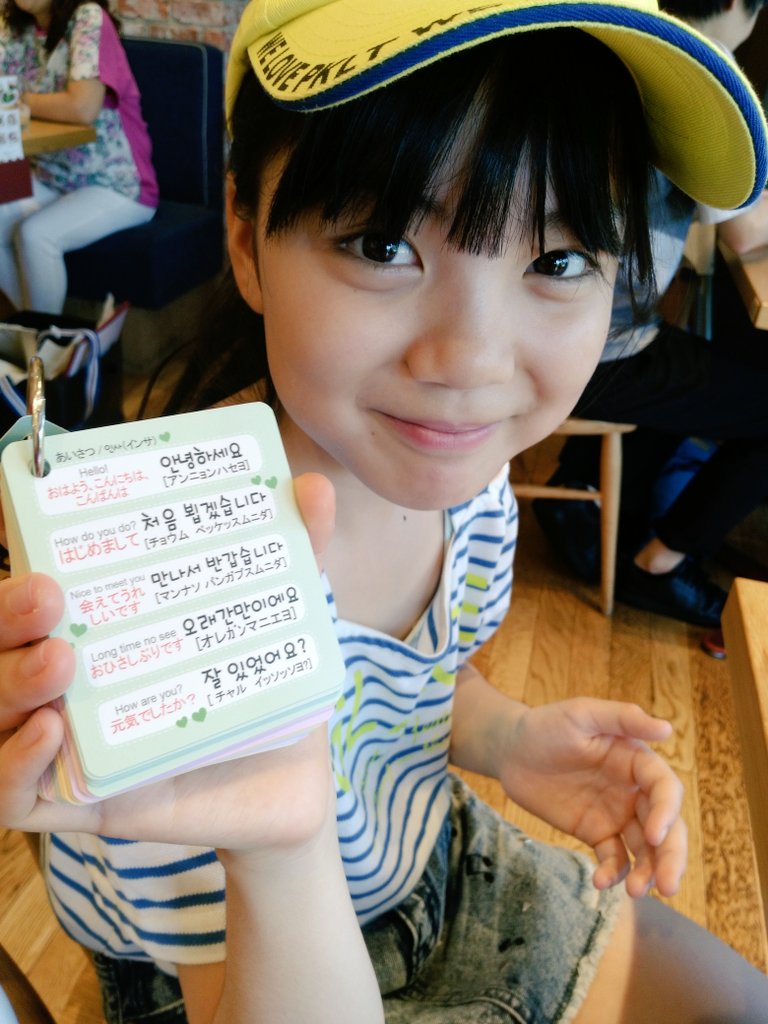 WE LOVE PKLT WE
あいさつ / 인사(インサ)
Hello!
おはよう、こんにちは、
こんばんは
안녕하세요
[アンニョンハセヨ]
How do you do?
はじめまして
처음 뵙겠습니다
[チョウム ペッケッスムニダ]
Nice to meet you
会えてうれ
しいです
만나서 반갑습니다
[マンナソ パンガプスムニダ]
Long time no see
おひさしぶりです
오래간만이에요
[オレガンマニエヨ]
How are you?
元気でしたか?
잘 있었어요?
[チャル イッソッソヨ?]